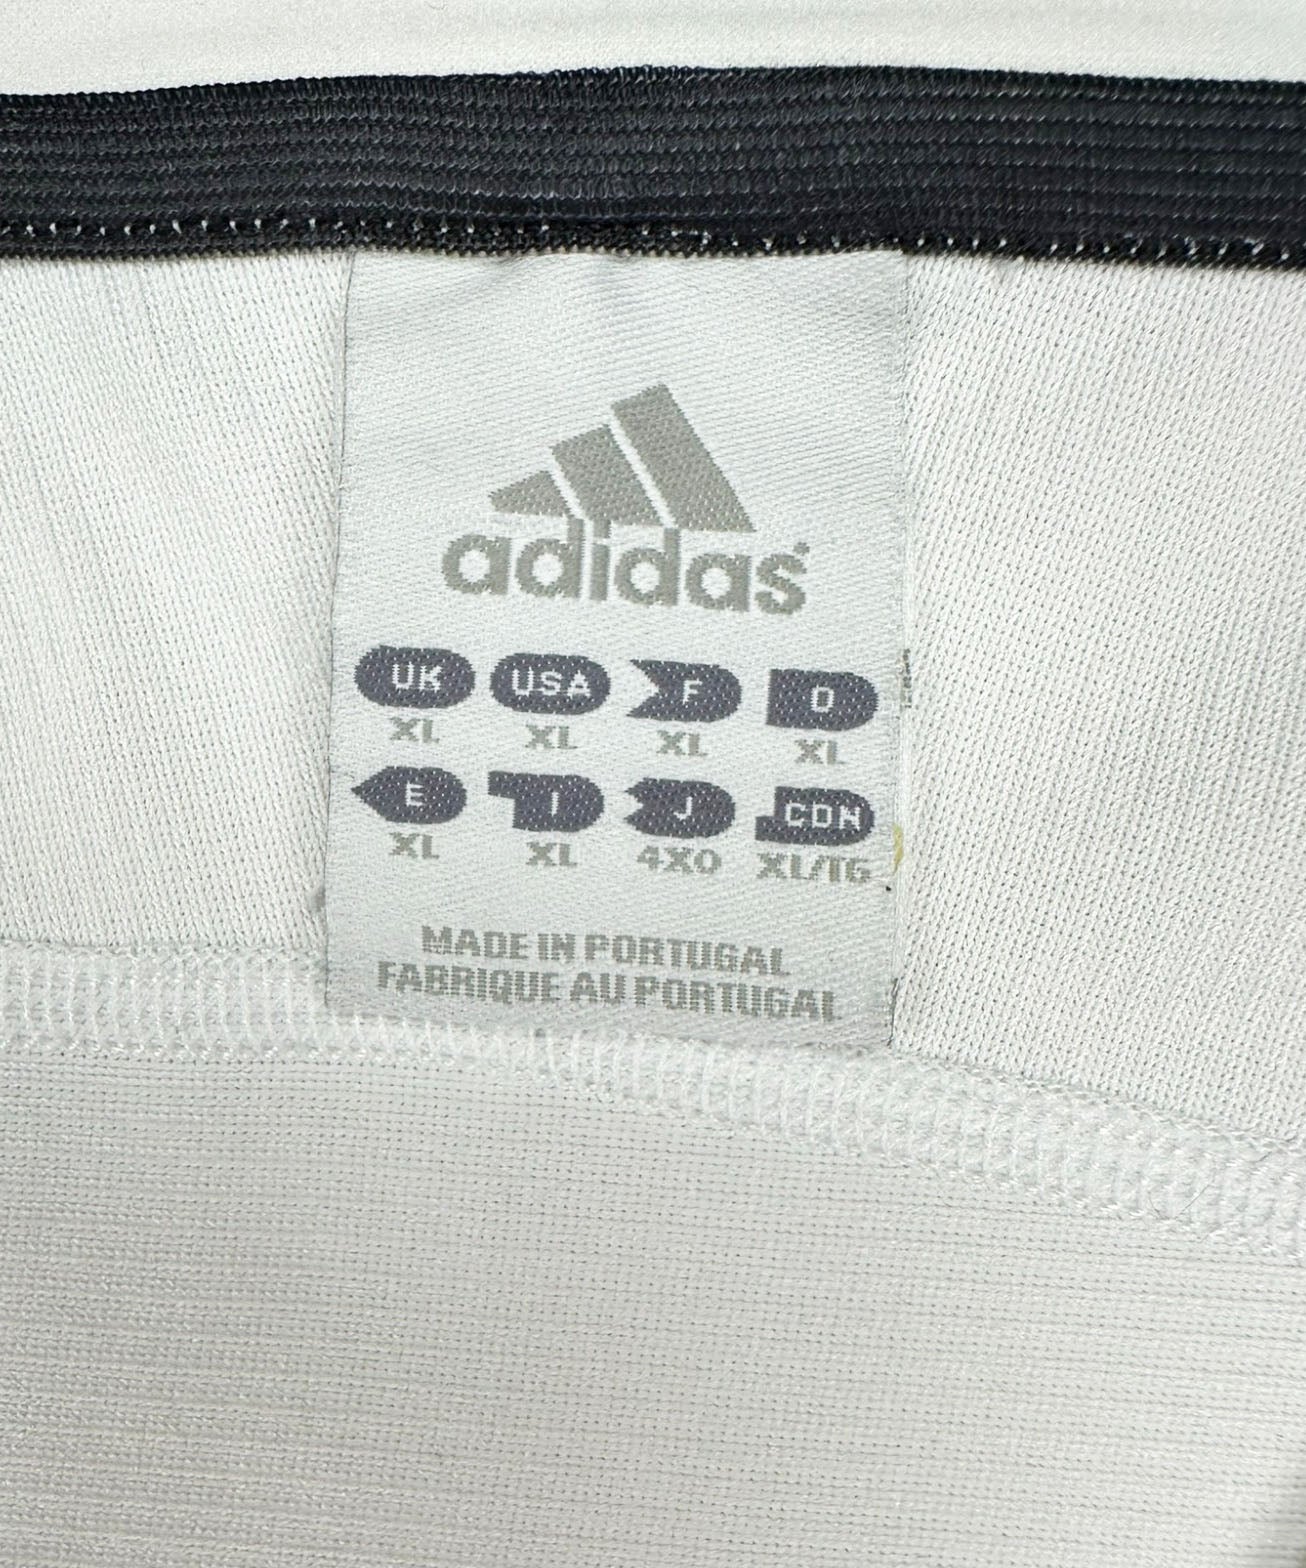 adidas
UK USA F D
XL XL XL XL
E I J CDN
XL XL 4XO XL/TG
MADE IN PORTUGAL
FABRIQUE AU PORTUGAL